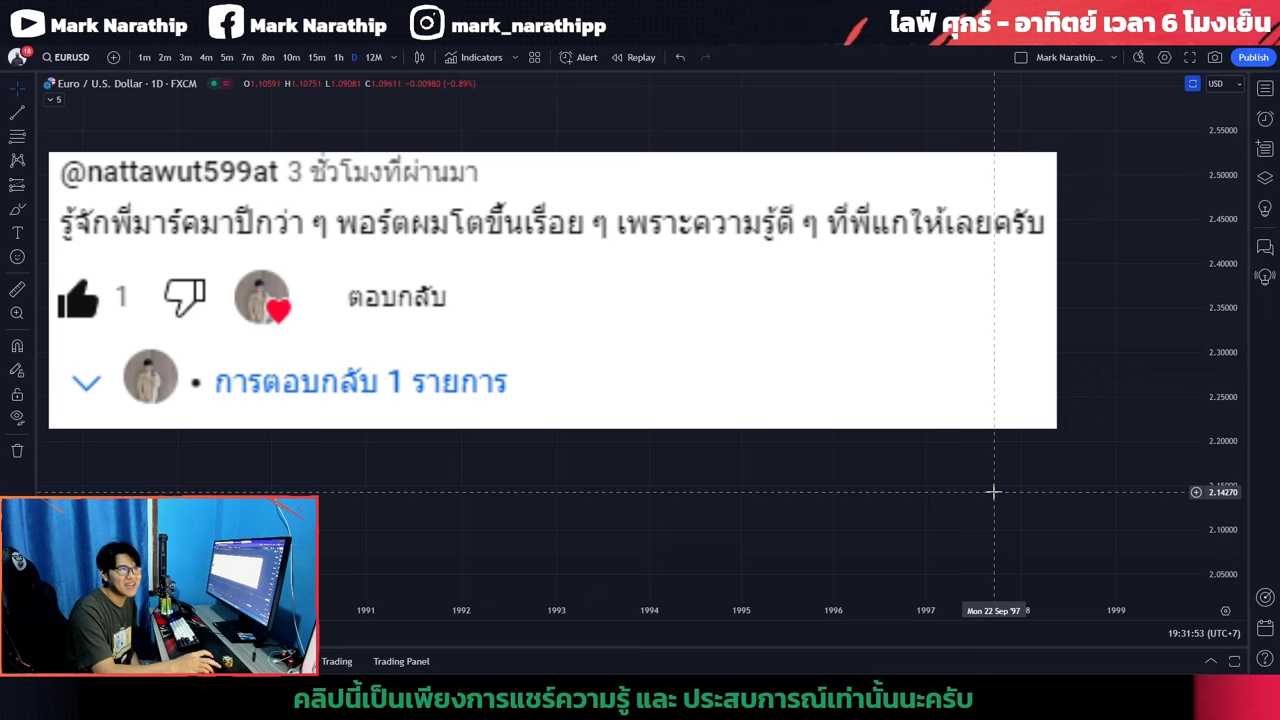 Mark Narathip
Mark Narathip
mark_narathipp
ไลฟ์ ศุกร์ - อาทิตย์ เวลา 6 โมงเย็น
18
EURUSD
1m 2m 3m 4m 5m 7m 8m 10m 15m 1h D 12M
Indicators
Alert
Replay
Mark Narathip...
Publish
Euro / U.S. Dollar · 1D · FXCM
O1.10591 H1.10751 L1.09081 C1.09611 -0.00980 (-0.89%)
USD
5
@nattawut599at 3 ชั่วโมงที่ผ่านมา
รู้จักพี่มาร์คมาปีกว่า ๆ พอร์ตผมโตขึ้นเรื่อย ๆ เพราะความรู้ดี ๆ ที่พี่แกให้เลยครับ
1
ตอบกลับ
• การตอบกลับ 1 รายการ
2.55000
2.50000
2.45000
2.40000
2.35000
2.30000
2.25000
2.20000
2.14270
2.10000
2.05000
1991 1992 1993 1994 1995 1996 1997 Mon 22 Sep '97 8 1999
19:31:53 (UTC+7)
Trading
Trading Panel
คลิปนี้เป็นเพียงการแชร์ความรู้ และ ประสบการณ์เท่านั้นนะครับ